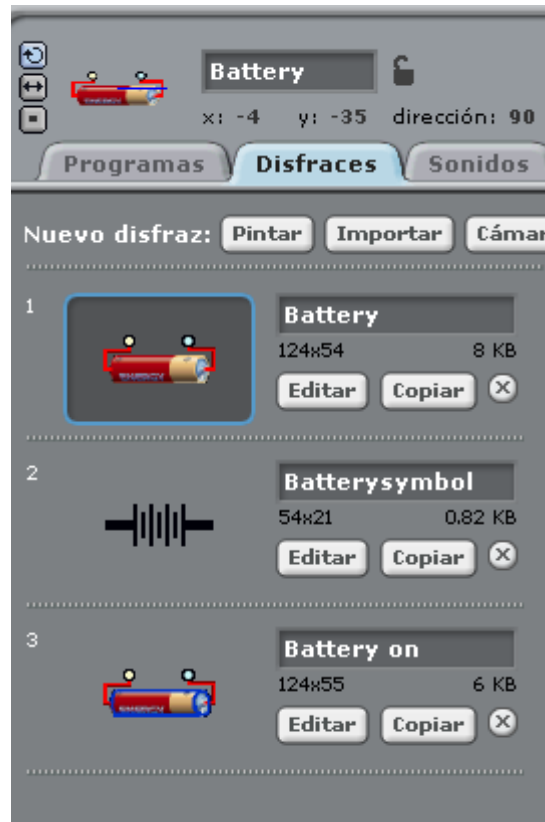 Battery
x: -4 y: -35 dirección: 90
Programas Disfraces Sonidos
Nuevo disfraz: Pintar Importar Cámar
1
Battery
124x54 8 KB
Editar Copiar X
2
Batterysymbol
54x21 0.82 KB
Editar Copiar X
3
Battery on
124x55 6 KB
Editar Copiar X